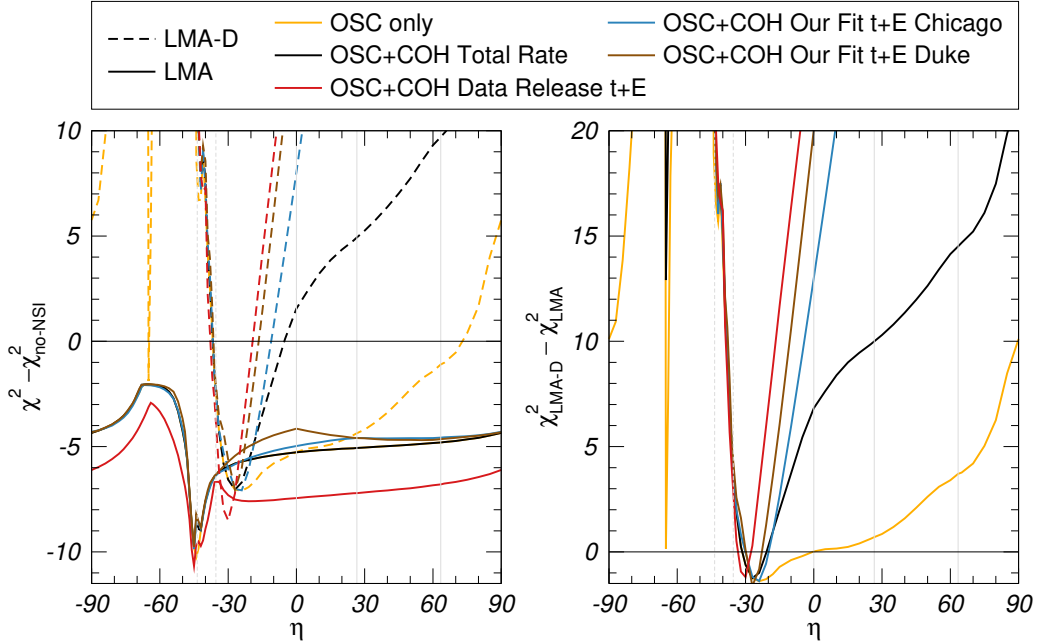 LMA-D
LMA
OSC only
OSC+COH Total Rate
OSC+COH Data Release t+E
OSC+COH Our Fit t+E Chicago
OSC+COH Our Fit t+E Duke
χ² − χ²no-NSI
10
5
0
-5
-10
-90 -60 -30 0 30 60 90
η
χ²LMA-D − χ²LMA
20
15
10
5
0
-90 -60 -30 0 30 60 90
η